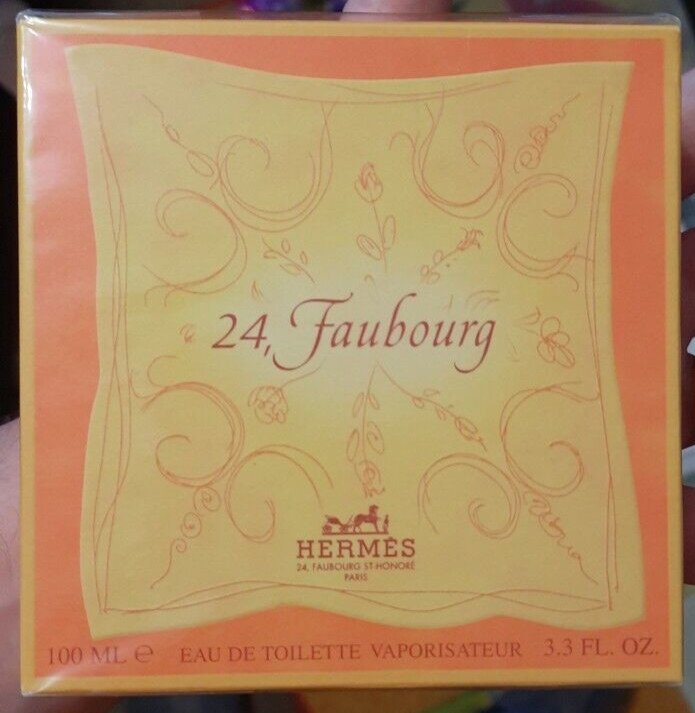 24, Faubourg
HERMÈS
24, FAUBOURG ST-HONORÉ
PARIS
100 ML ℮ EAU DE TOILETTE VAPORISATEUR 3.3 FL. OZ.